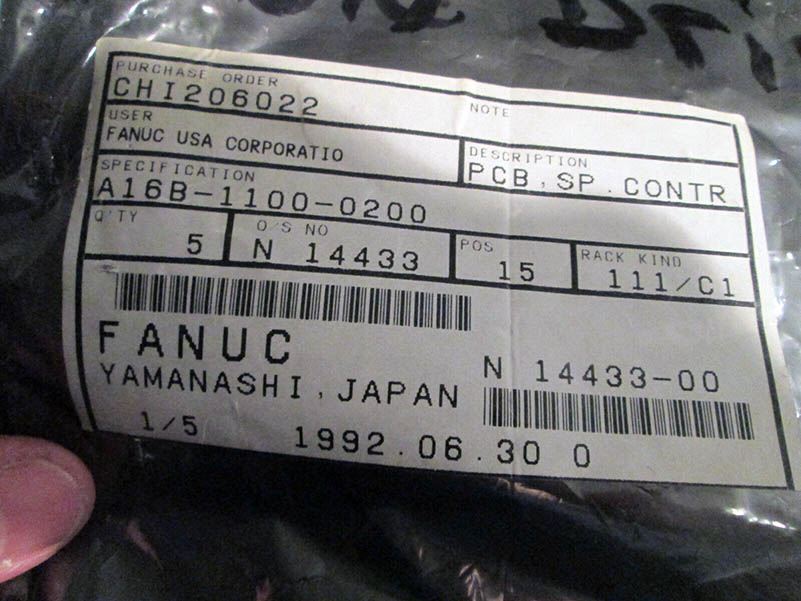 PURCHASE ORDER
CHI206022
NOTE
USER
FANUC USA CORPORATIO
DESCRIPTION
PCB, SP. CONTR
SPECIFICATION
A16B-1100-0200
Q'TY
5
O/S NO
N 14433
POS
15
RACK KIND
111/C1
FANUC
N 14433-00
YAMANASHI, JAPAN
1/5
1992.06.30 0